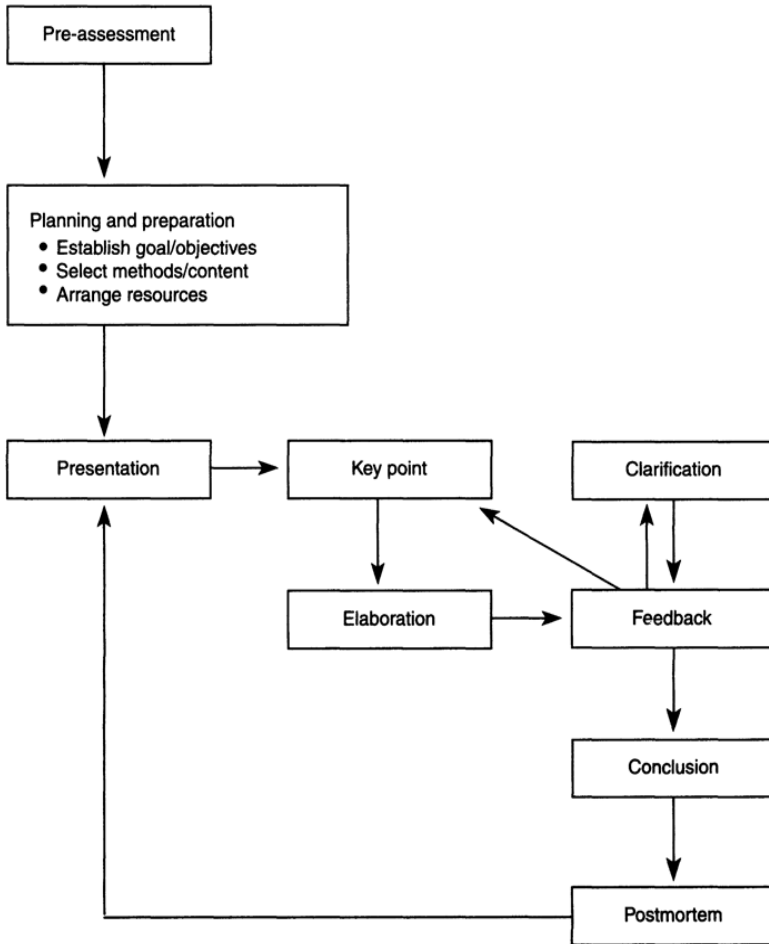 Pre-assessment
Planning and preparation
• Establish goal/objectives
• Select methods/content
• Arrange resources
Presentation
Key point
Clarification
Elaboration
Feedback
Conclusion
Postmortem